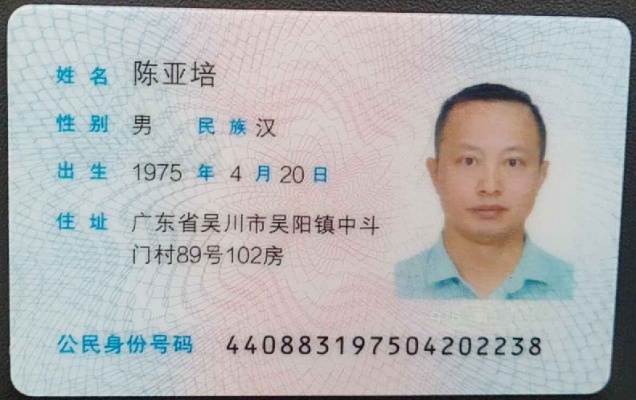 姓名 陈亚培
性别 男 民族 汉
出生 1975 年 4 月 20 日
住址 广东省吴川市吴阳镇中斗
门村89号102房
公民身份号码 440883197504202238